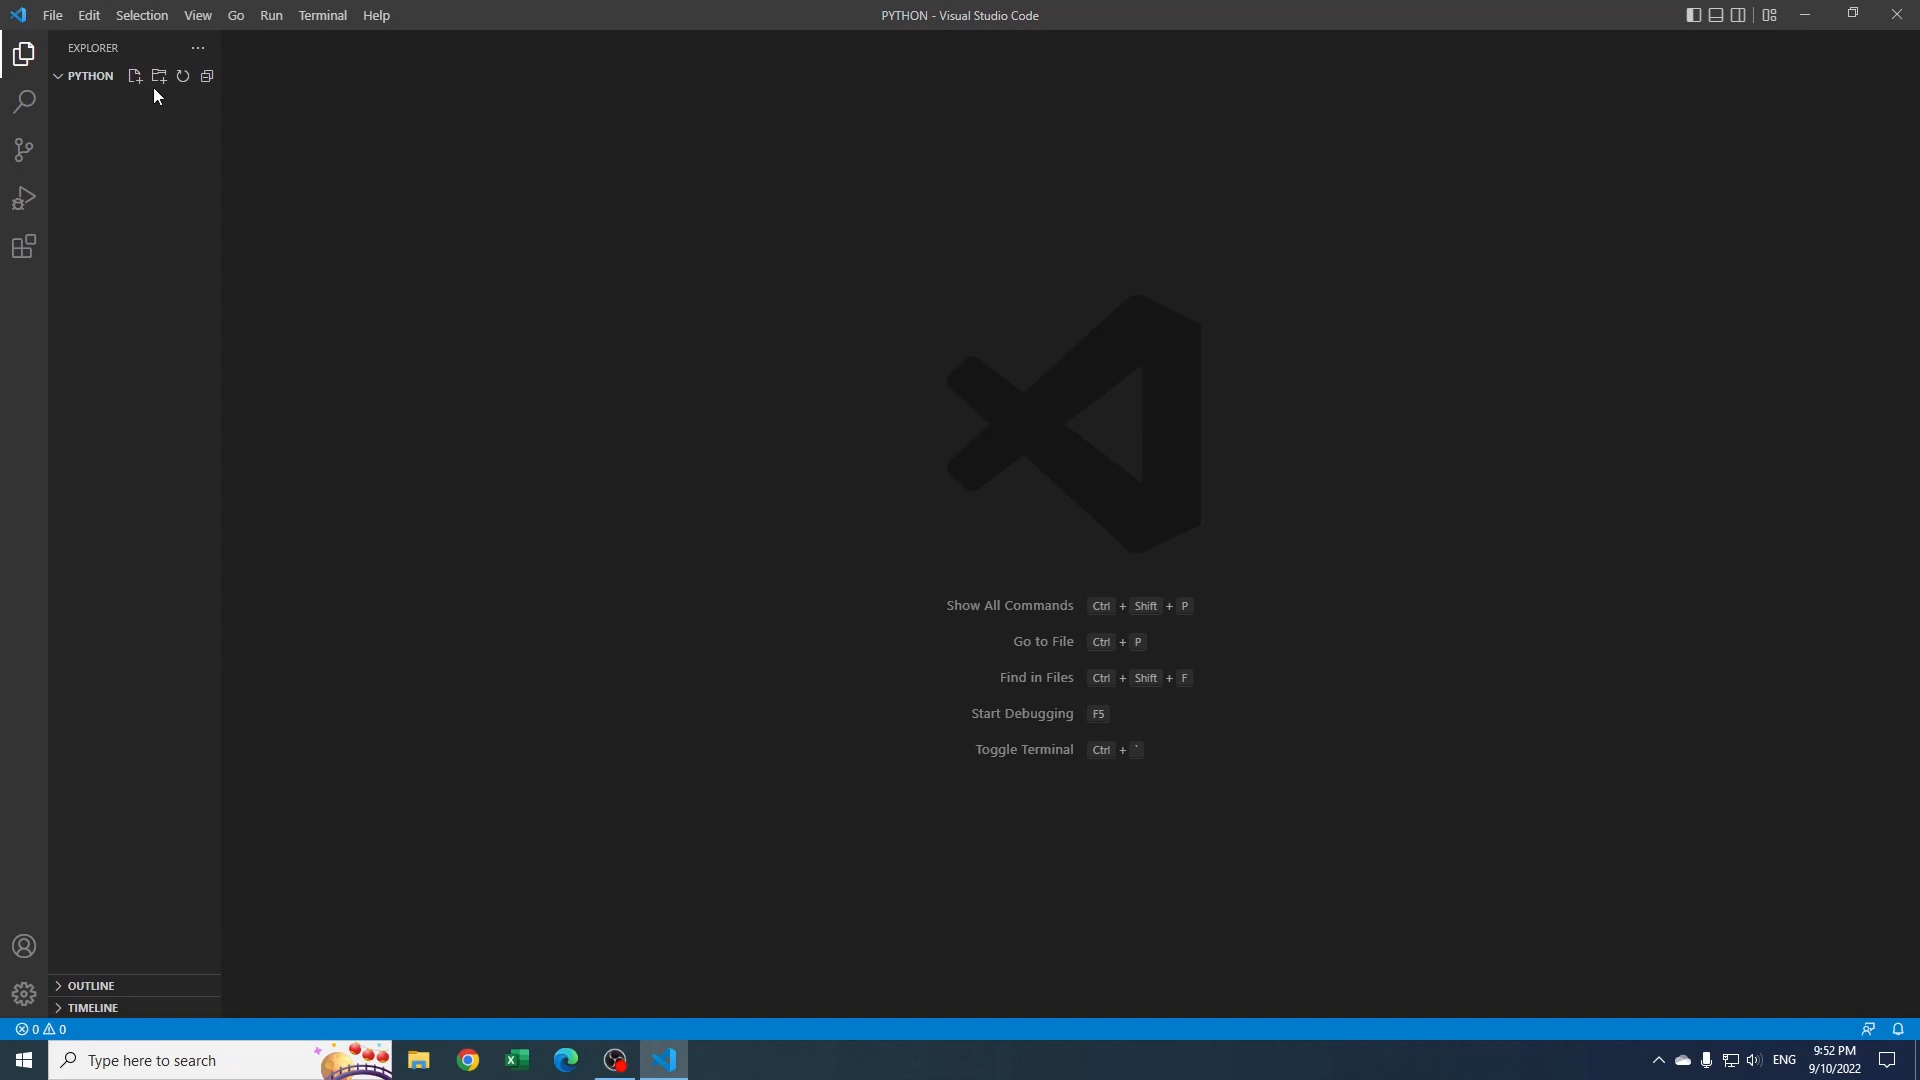 File Edit Selection View Go Run Terminal Help
PYTHON - Visual Studio Code
EXPLORER
PYTHON
Show All Commands Ctrl + Shift + P
Go to File Ctrl + P
Find in Files Ctrl + Shift + F
Start Debugging F5
Toggle Terminal Ctrl + `
OUTLINE
TIMELINE
0 0
Type here to search
ENG
9:52 PM
9/10/2022